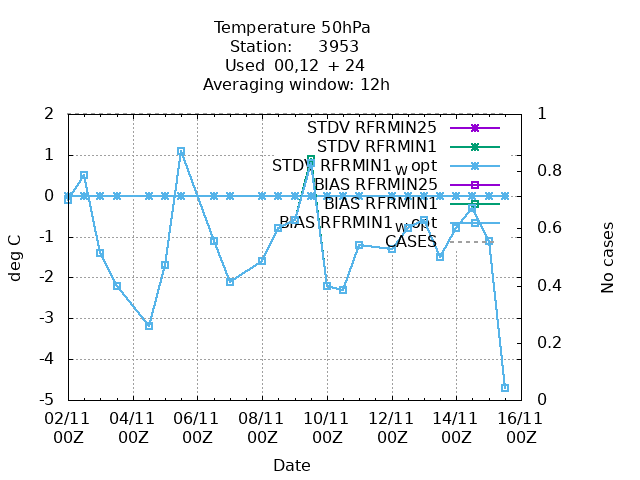 Temperature 50hPa
Station: 3953
Used 00,12 + 24
Averaging window: 12h
2
1
0
-1
-2
-3
-4
-5
1
0.8
0.6
0.4
0.2
0
deg C
No cases
STDV RFRMIN25
STDV RFRMIN1
STDV RFRMIN1w opt
BIAS RFRMIN25
BIAS RFRMIN1
BIAS RFRMIN1w opt
CASES
02/11 04/11 06/11 08/11 10/11 12/11 14/11 16/11
00Z 00Z 00Z 00Z 00Z 00Z 00Z 00Z
Date